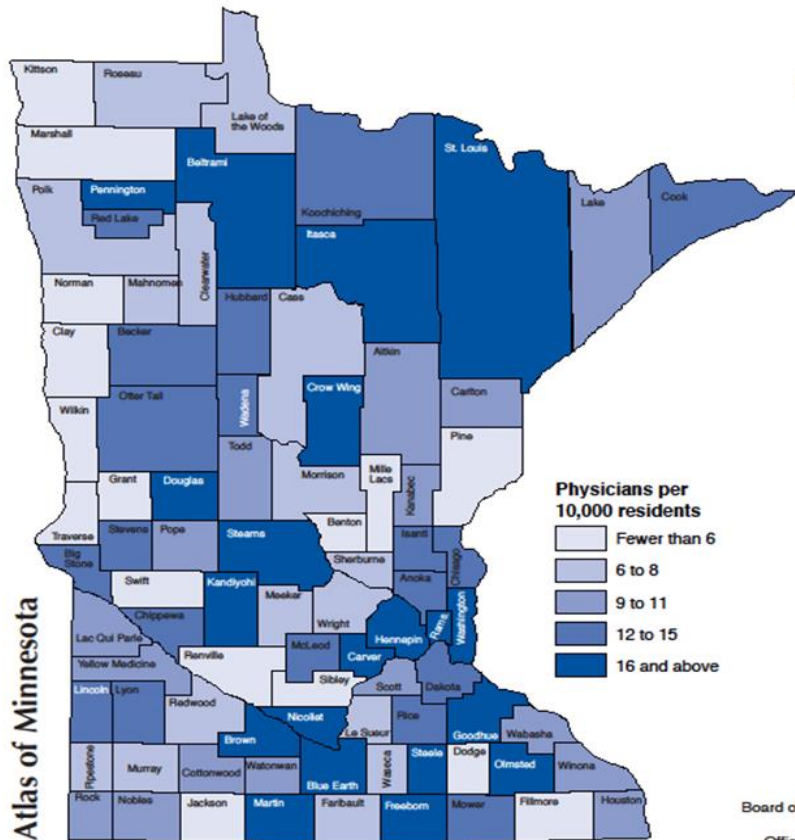 Kittson
Roseau
Lake of
the Woods
Marshall
Beltrami
St. Louis
Polk
Pennington
Red Lake
Koochiching
Lake
Cook
Itasca
Clearwater
Norman
Mahnomen
Hubbard
Cass
Clay
Becker
Aitkin
Crow Wing
Carlton
Otter Tail
Wadena
Wilkin
Pine
Todd
Mille
Lacs
Kanabec
Grant
Douglas
Morrison
Physicians per
10,000 residents
Fewer than 6
6 to 8
9 to 11
12 to 15
16 and above
Traverse
Stevens
Pope
Stearns
Benton
Isanti
Chisago
Big
Stone
Sherburne
Swift
Kandiyohi
Anoka
Meeker
Wright
Hennepin
Rams
Washington
Chippewa
Lac Qui Parle
McLeod
Carver
Yellow Medicine
Renville
Sibley
Scott
Dakota
Lincoln
Lyon
Redwood
Nicollet
Le Sueur
Rice
Goodhue
Wabasha
Brown
Pipestone
Murray
Cottonwood
Watonwan
Blue Earth
Waseca
Steele
Dodge
Olmsted
Winona
Rock
Nobles
Jackson
Martin
Faribault
Freeborn
Mower
Fillmore
Houston
Atlas of Minnesota
Board o